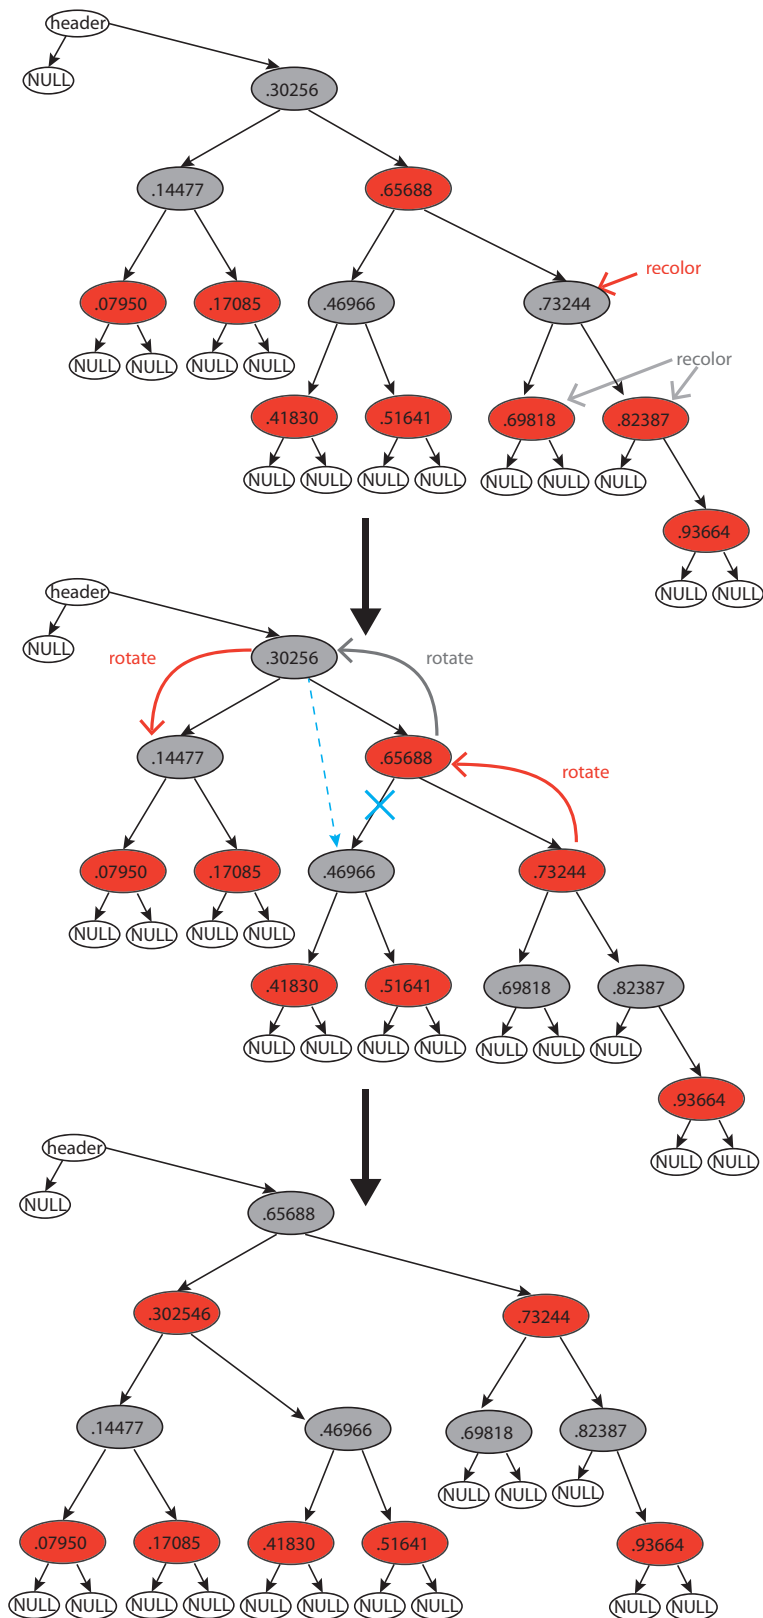 header
NULL
.30256
.14477
.65688
recolor
.07950
.17085
.46966
.73244
NULL NULL NULL NULL
recolor
.41830
.51641
.69818
.82387
NULL NULL NULL NULL NULL NULL NULL
.93664
NULL NULL
header
NULL
.30256
rotate
rotate
.14477
.65688
rotate
.07950
.17085
.46966
.73244
NULL NULL NULL NULL
.41830
.51641
.69818
.82387
NULL NULL NULL NULL NULL NULL NULL
.93664
NULL NULL
header
NULL
.65688
.302546
.73244
.14477
.46966
.69818
.82387
NULL NULL NULL
.07950
.17085
.41830
.51641
.93664
NULL NULL NULL NULL NULL NULL NULL NULL NULL NULL